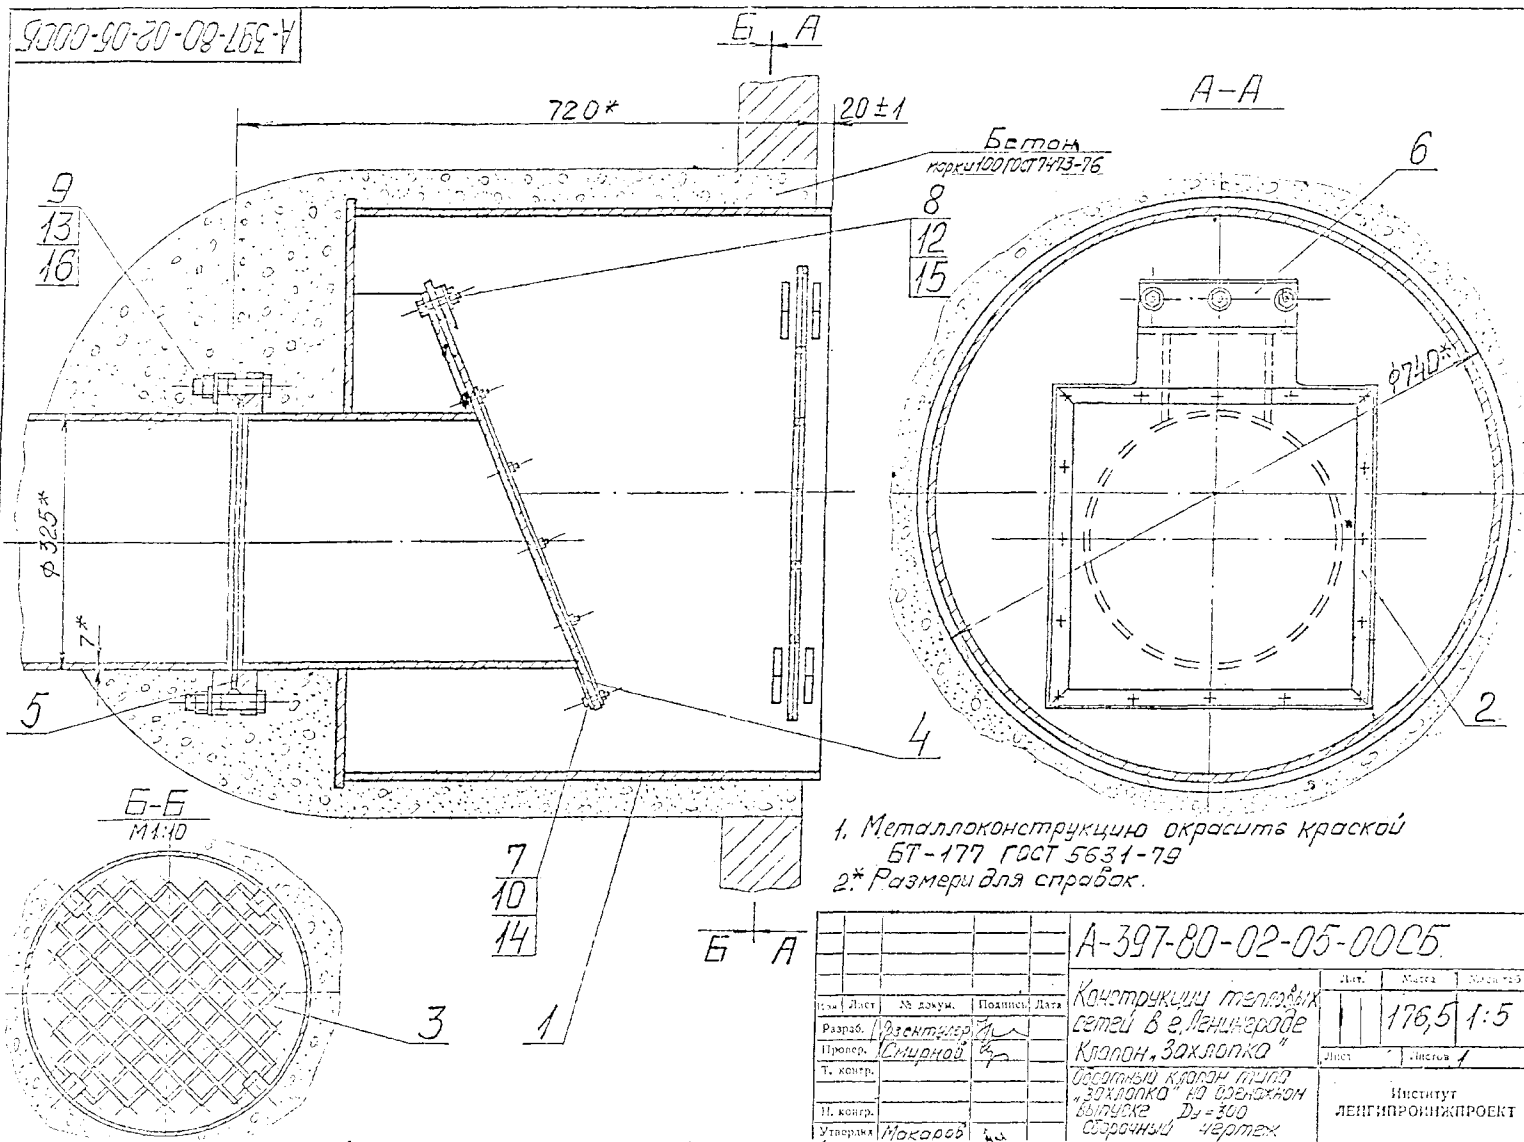 А-397-80-02-05-00СБ
Б А
А-А
720*
20±1
Бетон
марки 100 ГОСТ 7473-76
6
9
13
16
8
12
15
ф740*
ф325*
7*
5
4
2
Б-Б
М1:10
7
10
14
3
1
Б А
1. Металлоконструкцию окрасить краской
БТ-177 ГОСТ 5631-79
2.* Размери для справок.
А-397-80-02-05-00СБ.
Изм Лист № докум. Подпись Дата
Разраб.
Провер. Смирнов
Т. контр.
Н. контр.
Утвердил Макаров
Конструкции тепловых
сетей в г. Ленинграде
Клапан „Захлопка"
Обратный клапан типа
„захлопка" на дренажном
выпуске Ду=300
Сборочный чертеж
Лит. Масса Масштаб
176,5 1:5
Лист Листов 1
Институт
ЛЕНГИПРОИНЖПРОЕКТ